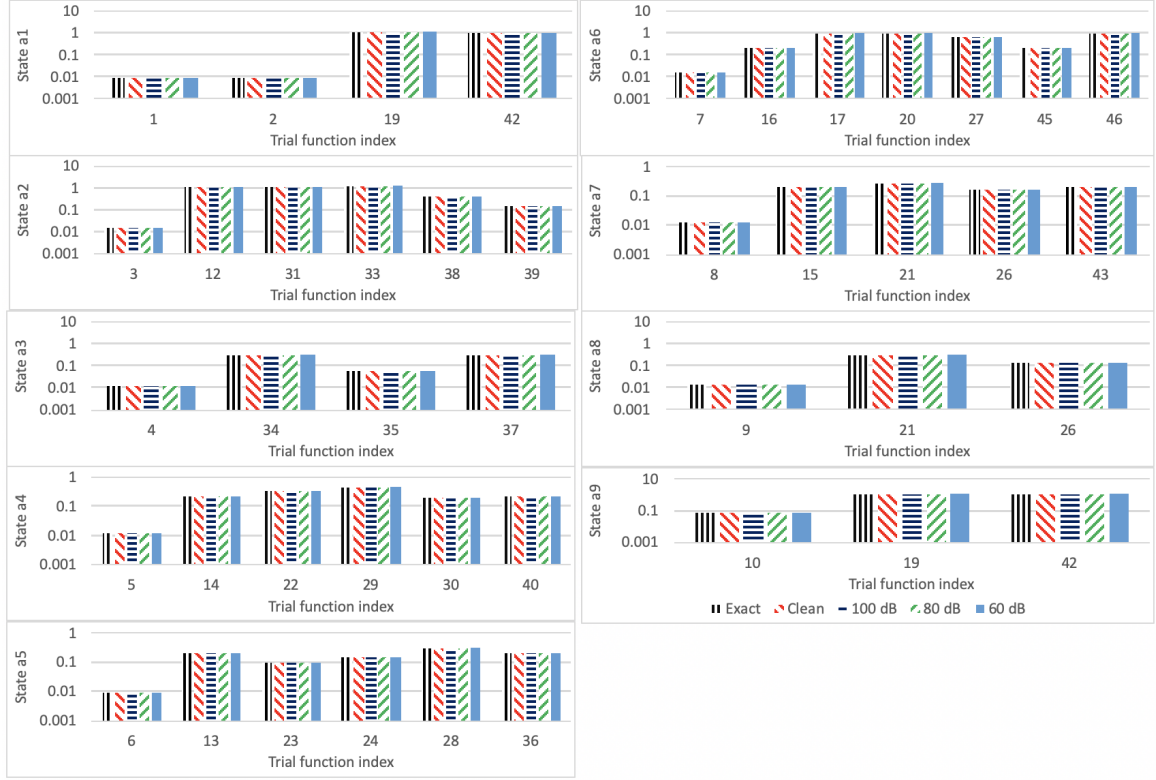 State a1
10
1
0.1
0.01
0.001
1 2 19 42
Trial function index
State a2
10
1
0.1
0.01
0.001
3 12 31 33 38 39
Trial function index
State a3
10
1
0.1
0.01
0.001
4 34 35 37
Trial function index
State a4
1
0.1
0.01
0.001
5 14 22 29 30 40
Trial function index
State a5
1
0.1
0.01
0.001
6 13 23 24 28 36
Trial function index
State a6
10
1
0.1
0.01
0.001
7 16 17 20 27 45 46
Trial function index
State a7
1
0.1
0.01
0.001
8 15 21 26 43
Trial function index
State a8
10
1
0.1
0.01
0.001
9 21 26
Trial function index
State a9
10
0.1
0.001
10 19 42
Trial function index
Exact Clean 100 dB 80 dB 60 dB